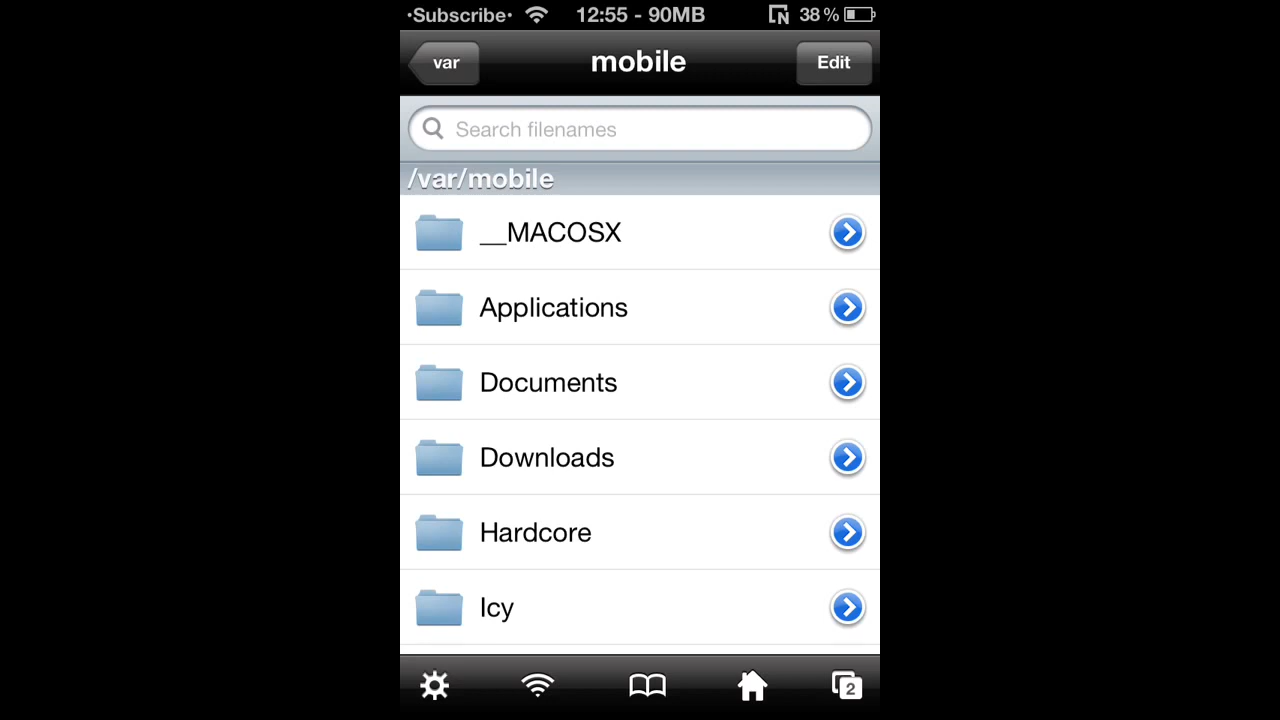 •Subscribe• 12:55 - 90MB N 38%
var mobile Edit
Search filenames
/var/mobile
__MACOSX
Applications
Documents
Downloads
Hardcore
Icy
2